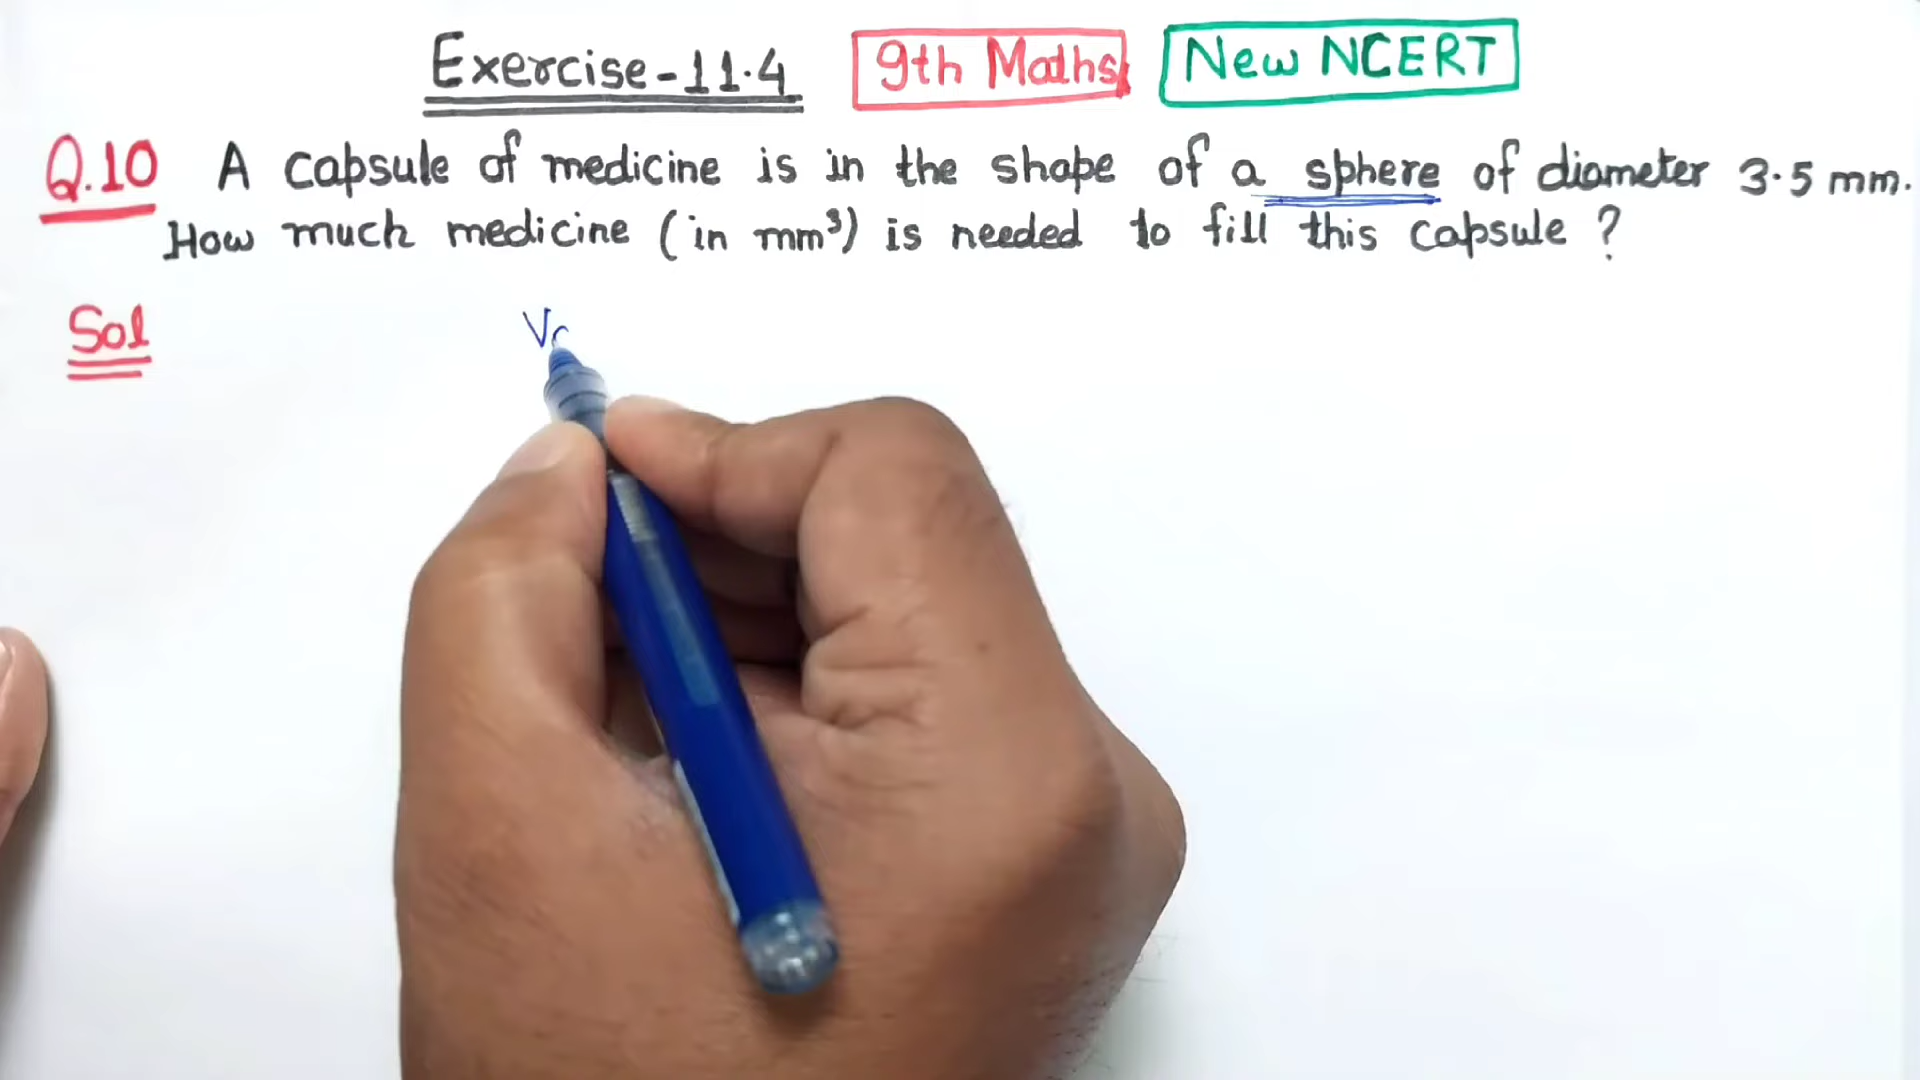 Exercise-11.4 9th Maths New NCERT
Q.10 A capsule of medicine is in the shape of a sphere of diameter 3.5 mm.
How much medicine (in mm³) is needed to fill this capsule ?
Sol